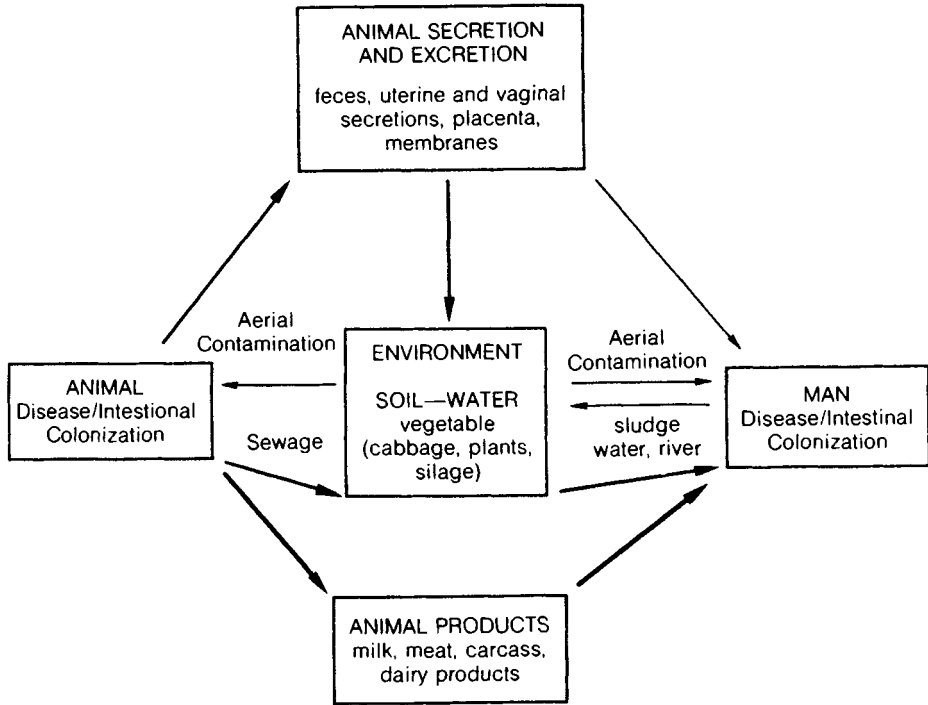 ANIMAL SECRETION
AND EXCRETION
feces, uterine and vaginal
secretions, placenta,
membranes
Aerial
Contamination
ENVIRONMENT
SOIL—WATER
vegetable
(cabbage, plants,
silage)
Aerial
Contamination
ANIMAL
Disease/Intestional
Colonization
MAN
Disease/Intestinal
Colonization
Sewage
sludge
water, river
ANIMAL PRODUCTS
milk, meat, carcass,
dairy products